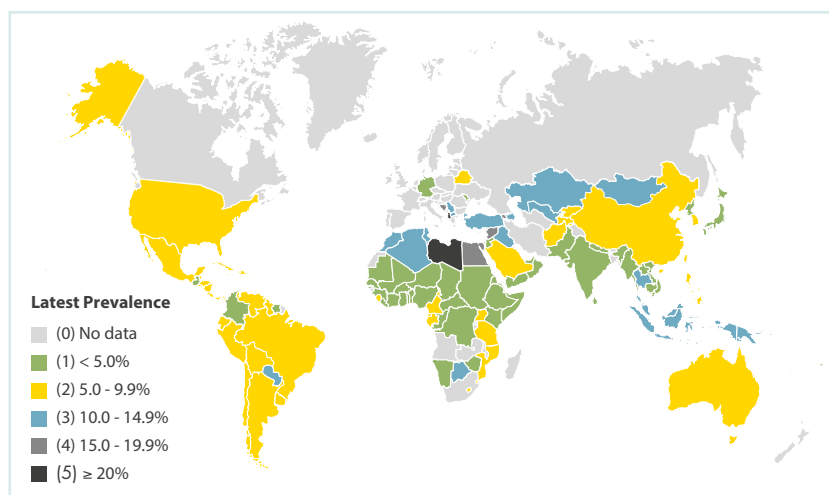 Latest Prevalence
(0) No data
(1) < 5.0%
(2) 5.0 - 9.9%
(3) 10.0 - 14.9%
(4) 15.0 - 19.9%
(5) ≥ 20%